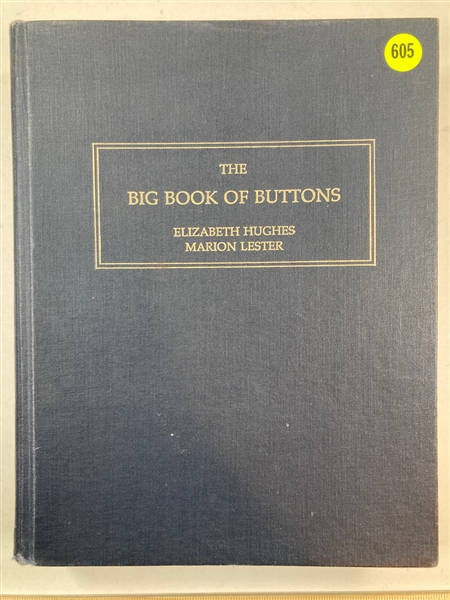 605
THE
BIG BOOK OF BUTTONS
ELIZABETH HUGHES
MARION LESTER